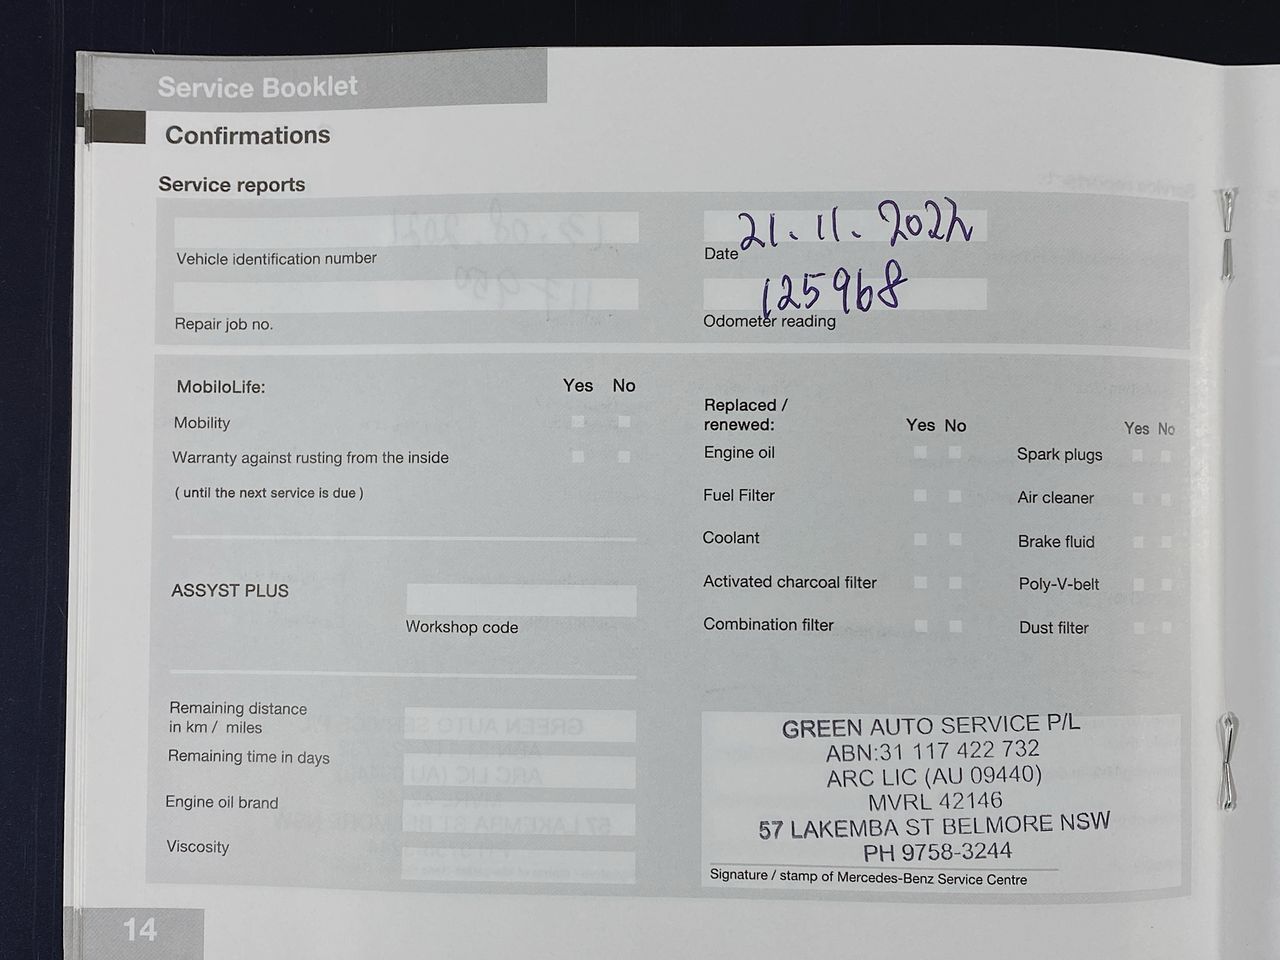 Service Booklet
Confirmations
Service reports
21.11.2022
Vehicle identification number
Date
125968
Repair job no.
Odometer reading
MobiloLife:
Yes No
Mobility
Warranty against rusting from the inside
( until the next service is due )
ASSYST PLUS
Workshop code
Remaining distance
in km / miles
Remaining time in days
Engine oil brand
Viscosity
Replaced /
renewed:
Yes No
Yes No
Engine oil
Spark plugs
Fuel Filter
Air cleaner
Coolant
Brake fluid
Activated charcoal filter
Poly-V-belt
Combination filter
Dust filter
GREEN AUTO SERVICE P/L
ABN:31 117 422 732
ARC LIC (AU 09440)
MVRL 42146
57 LAKEMBA ST BELMORE NSW
PH 9758-3244
Signature / stamp of Mercedes-Benz Service Centre
14